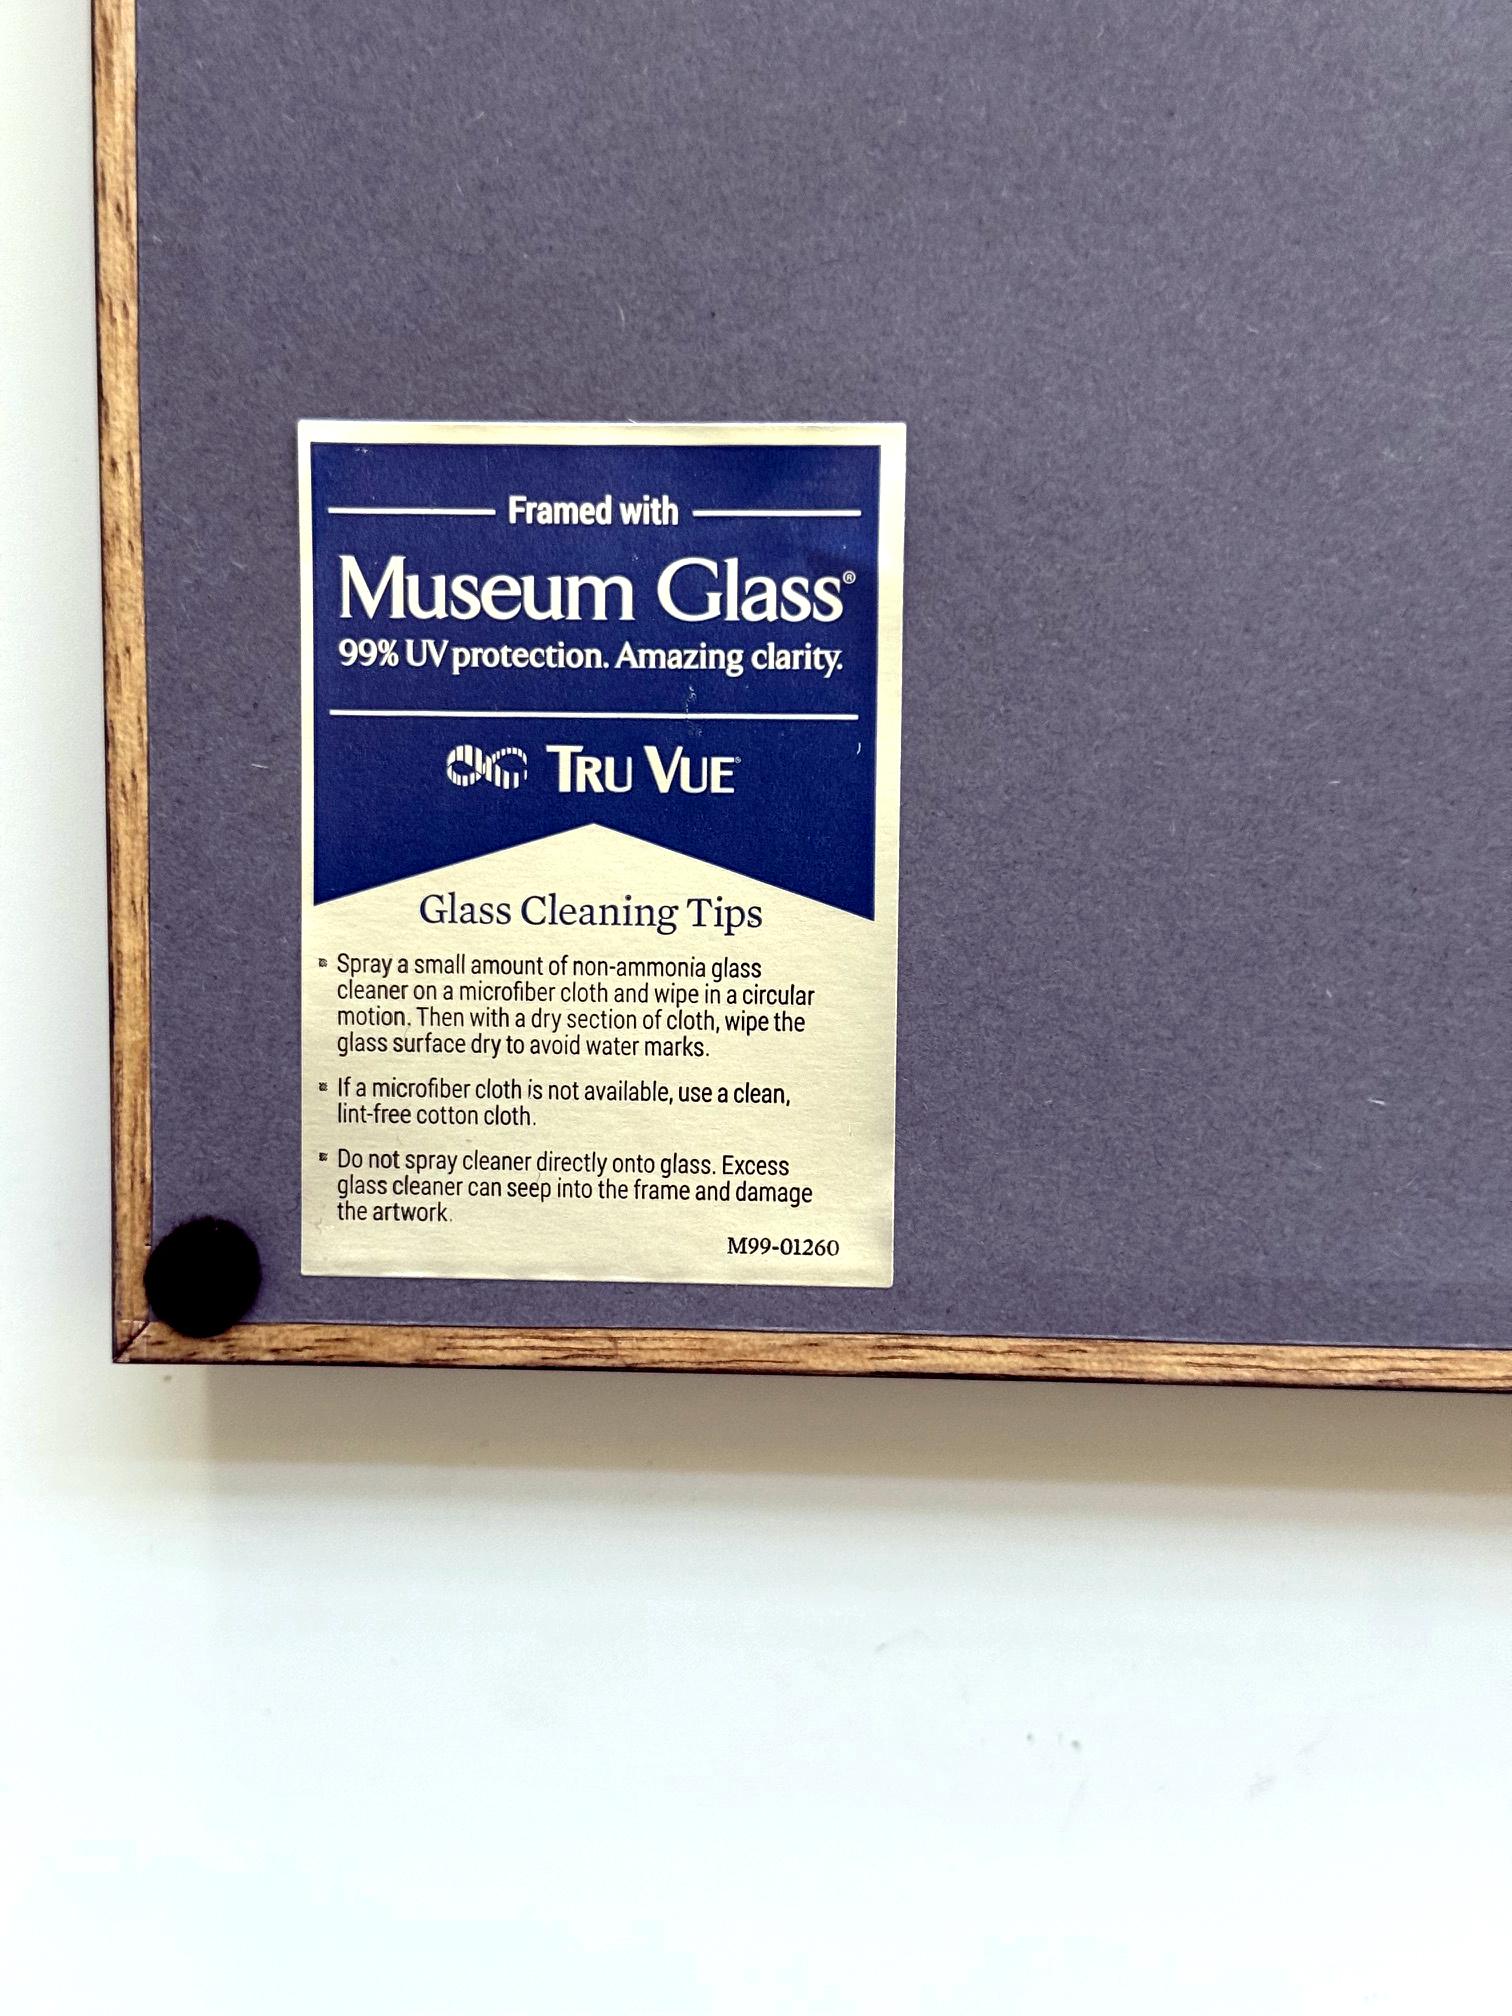 Framed with
Museum Glass®
99% UV protection. Amazing clarity.
TRU VUE®
Glass Cleaning Tips
Spray a small amount of non-ammonia glass
cleaner on a microfiber cloth and wipe in a circular
motion. Then with a dry section of cloth, wipe the
glass surface dry to avoid water marks.
If a microfiber cloth is not available, use a clean,
lint-free cotton cloth.
Do not spray cleaner directly onto glass. Excess
glass cleaner can seep into the frame and damage
the artwork.
M99-01260